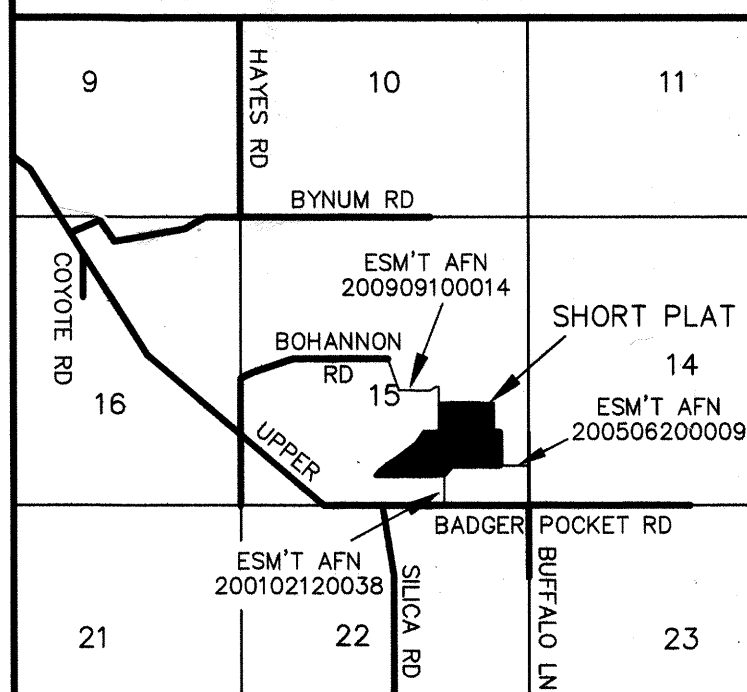 9
10
11
HAYES RD
BYNUM RD
ESM'T AFN
200909100014
COYOTE RD
SHORT PLAT
BOHANNON
RD
14
15
16
ESM'T AFN
200506200009
UPPER
BADGER POCKET RD
ESM'T AFN
200102120038
SILICA RD
BUFFALO LN
21
22
23